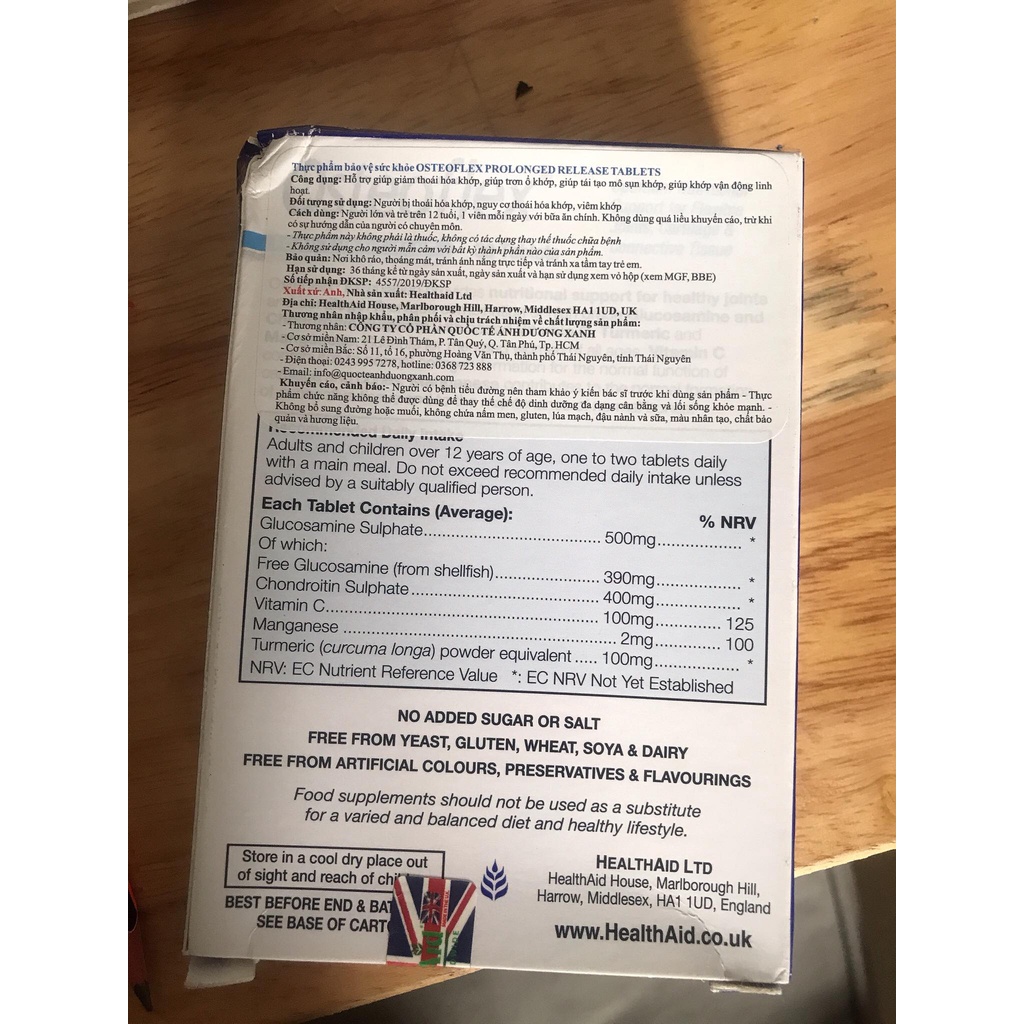 Thực phẩm bảo vệ sức khỏe OSTEOFLEX PROLONGED RELEASE TABLETS
Công dụng: Hỗ trợ giúp giảm thoái hóa khớp, giúp trơn ổ khớp, giúp tái tạo mô sụn khớp, giúp khớp vận động linh
hoạt.
Đối tượng sử dụng: Người bị thoái hóa khớp, nguy cơ thoái hóa khớp, viêm khớp
Cách dùng: Người lớn và trẻ trên 12 tuổi, 1 viên mỗi ngày với bữa ăn chính. Không dùng quá liều khuyến cáo, trừ khi
có sự hướng dẫn của người có chuyên môn.
- Thực phẩm này không phải là thuốc, không có tác dụng thay thế thuốc chữa bệnh
- Không sử dụng cho người mẫn cảm với bất kỳ thành phần nào của sản phẩm.
Bảo quản: Nơi khô ráo, thoáng mát, tránh ánh nắng trực tiếp và tránh xa tầm tay trẻ em.
Hạn sử dụng: 36 tháng kể từ ngày sản xuất, ngày sản xuất và hạn sử dụng xem vỏ hộp (xem MGF, BBE)
Số tiếp nhận ĐKSP: 4557/2019/ĐKSP
Xuất xứ: Anh, Nhà sản xuất: Healthaid Ltd
Địa chỉ: HealthAid House, Marlborough Hill, Harrow, Middlesex HA1 1UD, UK
Thương nhân nhập khẩu, phân phối và chịu trách nhiệm về chất lượng sản phẩm:
- Thương nhân: CÔNG TY CỔ PHẦN QUỐC TẾ ÁNH DƯƠNG XANH
- Cơ sở miền Nam: 21 Lê Đình Thám, P. Tân Quý, Q. Tân Phú, Tp. HCM
- Cơ sở miền Bắc: Số 11, tổ 16, phường Hoàng Văn Thụ, thành phố Thái Nguyên, tỉnh Thái Nguyên
- Điện thoại: 0243 995 7278, hotline: 0368 723 888
- Email: info@quocteanhduongxanh.com
Khuyến cáo, cảnh báo:- Người có bệnh tiểu đường nên tham khảo ý kiến bác sĩ trước khi dùng sản phẩm - Thực
phẩm chức năng không thể được dùng để thay thế chế độ dinh dưỡng đa dạng cân bằng và lối sống khỏe mạnh. -
Không bổ sung đường hoặc muối, không chứa nấm men, gluten, lúa mạch, đậu nành và sữa, màu nhân tạo, chất bảo
quản và hương liệu.
Recommended Daily Intake
Adults and children over 12 years of age, one to two tablets daily
with a main meal. Do not exceed recommended daily intake unless
advised by a suitably qualified person.
Each Tablet Contains (Average): % NRV
Glucosamine Sulphate.................................... 500mg.................. *
Of which:
Free Glucosamine (from shellfish)..................... 390mg.................. *
Chondroitin Sulphate...................................... 400mg.................. *
Vitamin C....................................................... 100mg............... 125
Manganese ...................................................... 2mg............... 100
Turmeric (curcuma longa) powder equivalent ..... 100mg.................. *
NRV: EC Nutrient Reference Value *: EC NRV Not Yet Established
NO ADDED SUGAR OR SALT
FREE FROM YEAST, GLUTEN, WHEAT, SOYA & DAIRY
FREE FROM ARTIFICIAL COLOURS, PRESERVATIVES & FLAVOURINGS
Food supplements should not be used as a substitute
for a varied and balanced diet and healthy lifestyle.
Store in a cool dry place out
of sight and reach of chi
BEST BEFORE END & BAT
SEE BASE OF CARTO
HEALTHAID LTD
HealthAid House, Marlborough Hill,
Harrow, Middlesex, HA1 1UD, England
www.HealthAid.co.uk